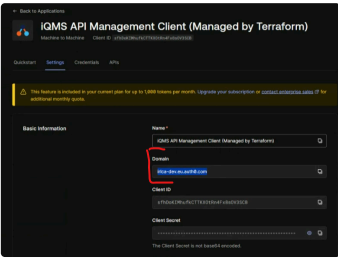 ← Back to Applications
iQMS API Management Client (Managed by Terraform)
Machine to Machine
Client ID
Quickstart
Settings
Credentials
APIs
This feature is included in your current plan for up to 1,000 tokens per month. Upgrade your subscription or contact enterprise sales for
additional monthly quota.
Basic Information
Name *
iQMS API Management Client (Managed by Terraform)
Domain
Client ID
Client Secret
The Client Secret is not base64 encoded.